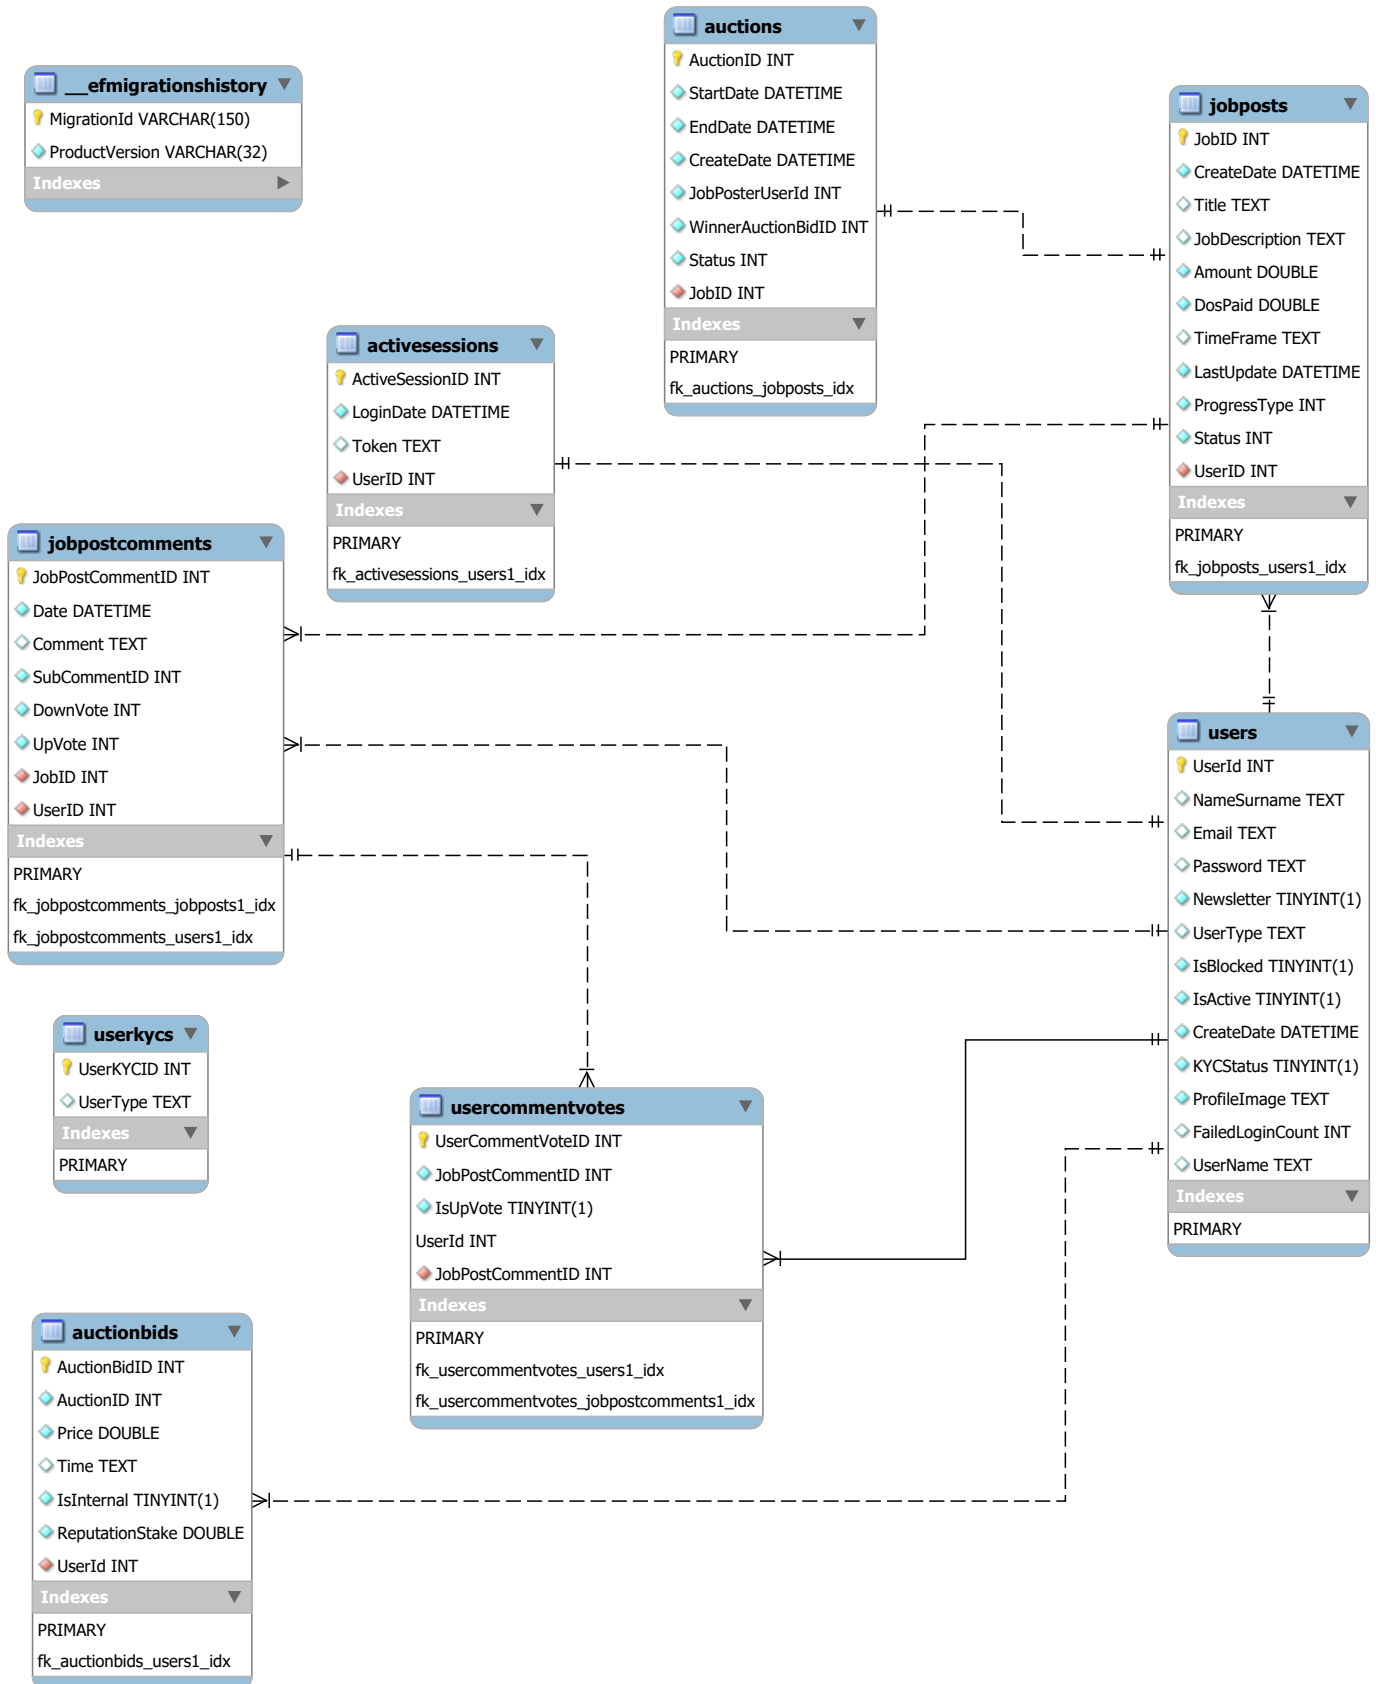 auctions
AuctionID INT
StartDate DATETIME
EndDate DATETIME
CreateDate DATETIME
JobPosterUserId INT
WinnerAuctionBidID INT
Status INT
JobID INT
Indexes
PRIMARY
fk_auctions_jobposts_idx
__efmigrationshistory
MigrationId VARCHAR(150)
ProductVersion VARCHAR(32)
Indexes
jobposts
JobID INT
CreateDate DATETIME
Title TEXT
JobDescription TEXT
Amount DOUBLE
DosPaid DOUBLE
TimeFrame TEXT
LastUpdate DATETIME
ProgressType INT
Status INT
UserID INT
Indexes
PRIMARY
fk_jobposts_users1_idx
activesessions
ActiveSessionID INT
LoginDate DATETIME
Token TEXT
UserID INT
Indexes
PRIMARY
fk_activesessions_users1_idx
jobpostcomments
JobPostCommentID INT
Date DATETIME
Comment TEXT
SubCommentID INT
DownVote INT
UpVote INT
JobID INT
UserID INT
Indexes
PRIMARY
fk_jobpostcomments_jobposts1_idx
fk_jobpostcomments_users1_idx
users
UserId INT
NameSurname TEXT
Email TEXT
Password TEXT
Newsletter TINYINT(1)
UserType TEXT
IsBlocked TINYINT(1)
IsActive TINYINT(1)
CreateDate DATETIME
KYCStatus TINYINT(1)
ProfileImage TEXT
FailedLoginCount INT
UserName TEXT
Indexes
PRIMARY
userkycs
UserKYCID INT
UserType TEXT
Indexes
PRIMARY
usercommentvotes
UserCommentVoteID INT
JobPostCommentID INT
IsUpVote TINYINT(1)
UserId INT
JobPostCommentID INT
Indexes
PRIMARY
fk_usercommentvotes_users1_idx
fk_usercommentvotes_jobpostcomments1_idx
auctionbids
AuctionBidID INT
AuctionID INT
Price DOUBLE
Time TEXT
IsInternal TINYINT(1)
ReputationStake DOUBLE
UserId INT
Indexes
PRIMARY
fk_auctionbids_users1_idx